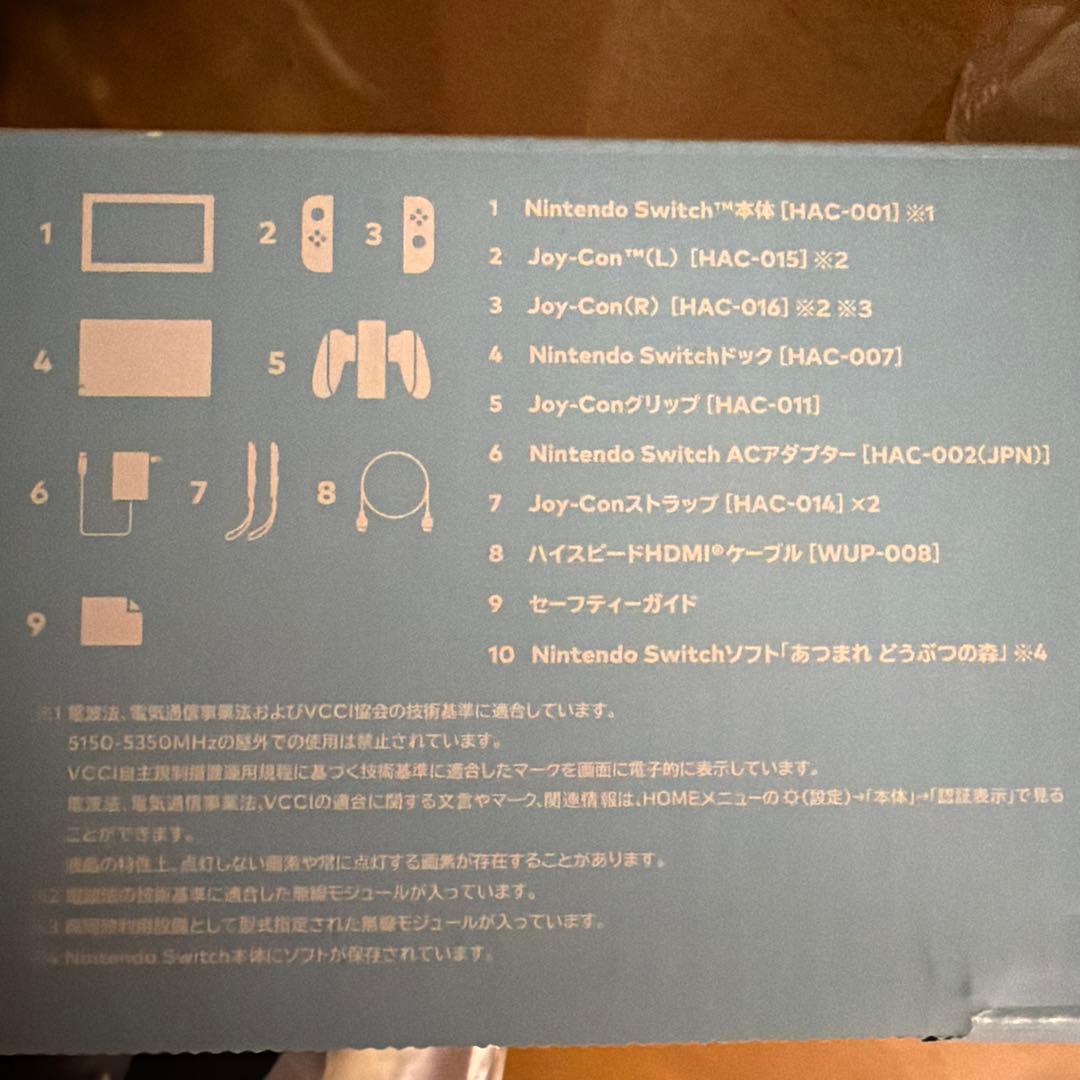 1
2
3
4
5
6
7
8
9
1 Nintendo Switch™本体 [HAC-001] ※1
2 Joy-Con™(L) [HAC-015] ※2
3 Joy-Con(R) [HAC-016] ※2 ※3
4 Nintendo Switchドック [HAC-007]
5 Joy-Conグリップ [HAC-011]
6 Nintendo Switch ACアダプター [HAC-002(JPN)]
7 Joy-Conストラップ [HAC-014] ×2
8 ハイスピードHDMI®ケーブル [WUP-008]
9 セーフティーガイド
10 Nintendo Switchソフト「あつまれ どうぶつの森」 ※4
※1 電波法、電気通信事業法およびVCCI協会の技術基準に適合しています。
5150-5350MHzの屋外での使用は禁止されています。
VCCI自主規制措置運用規程に基づく技術基準に適合したマークを画面に電子的に表示しています。
電波法、電気通信事業法、VCCIの適合に関する文言やマーク、関連情報は、HOMEメニューの (設定)→「本体」→「認証表示」で見る
ことができます。
液晶の特性上、点灯しない画素や常に点灯する画素が存在することがあります。
※2 電波法の技術基準に適合した無線モジュールが入っています。
※3 高周波利用設備として型式指定された無線モジュールが入っています。
※4 Nintendo Switch本体にソフトが保存されています。